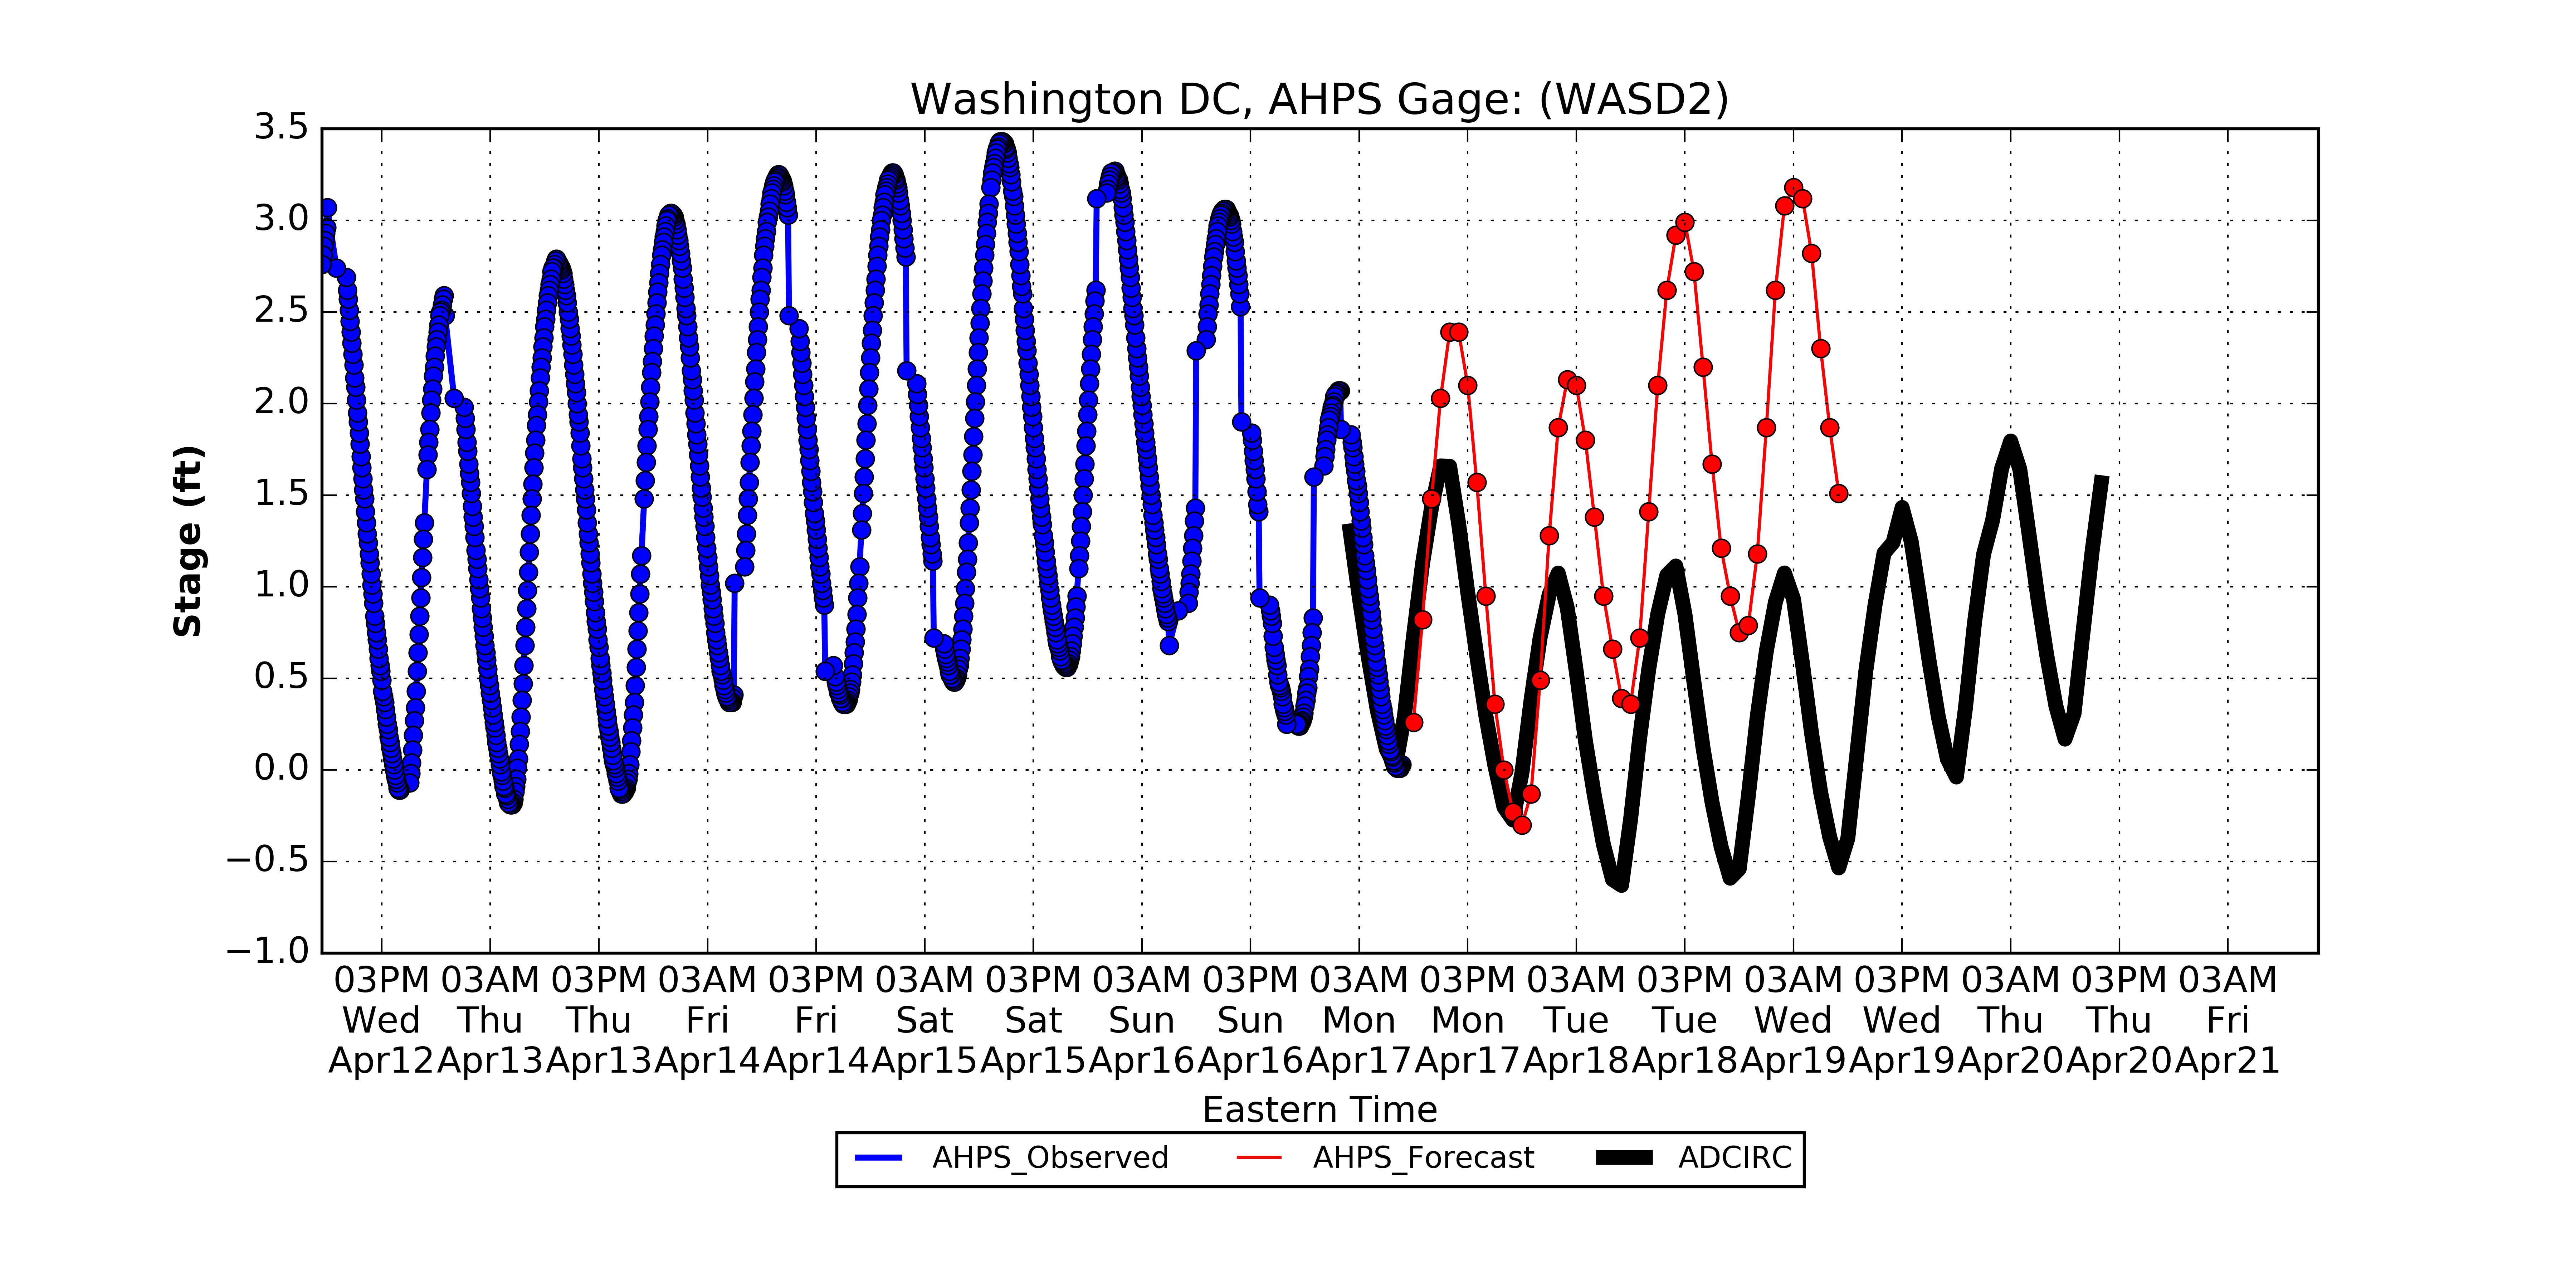 Washington DC, AHPS Gage: (WASD2)
3.5
3.0
2.5
2.0
1.5
1.0
0.5
0.0
−0.5
−1.0
Stage (ft)
03PM 03AM 03PM 03AM 03PM 03AM 03PM 03AM 03PM 03AM 03PM 03AM 03PM 03AM 03PM 03AM 03PM 03AM
Wed Thu Thu Fri Fri Sat Sat Sun Sun Mon Mon Tue Tue Wed Wed Thu Thu Fri
Apr12 Apr13 Apr13 Apr14 Apr14 Apr15 Apr15 Apr16 Apr16 Apr17 Apr17 Apr18 Apr18 Apr19 Apr19 Apr20 Apr20 Apr21
Eastern Time
AHPS_Observed AHPS_Forecast ADCIRC